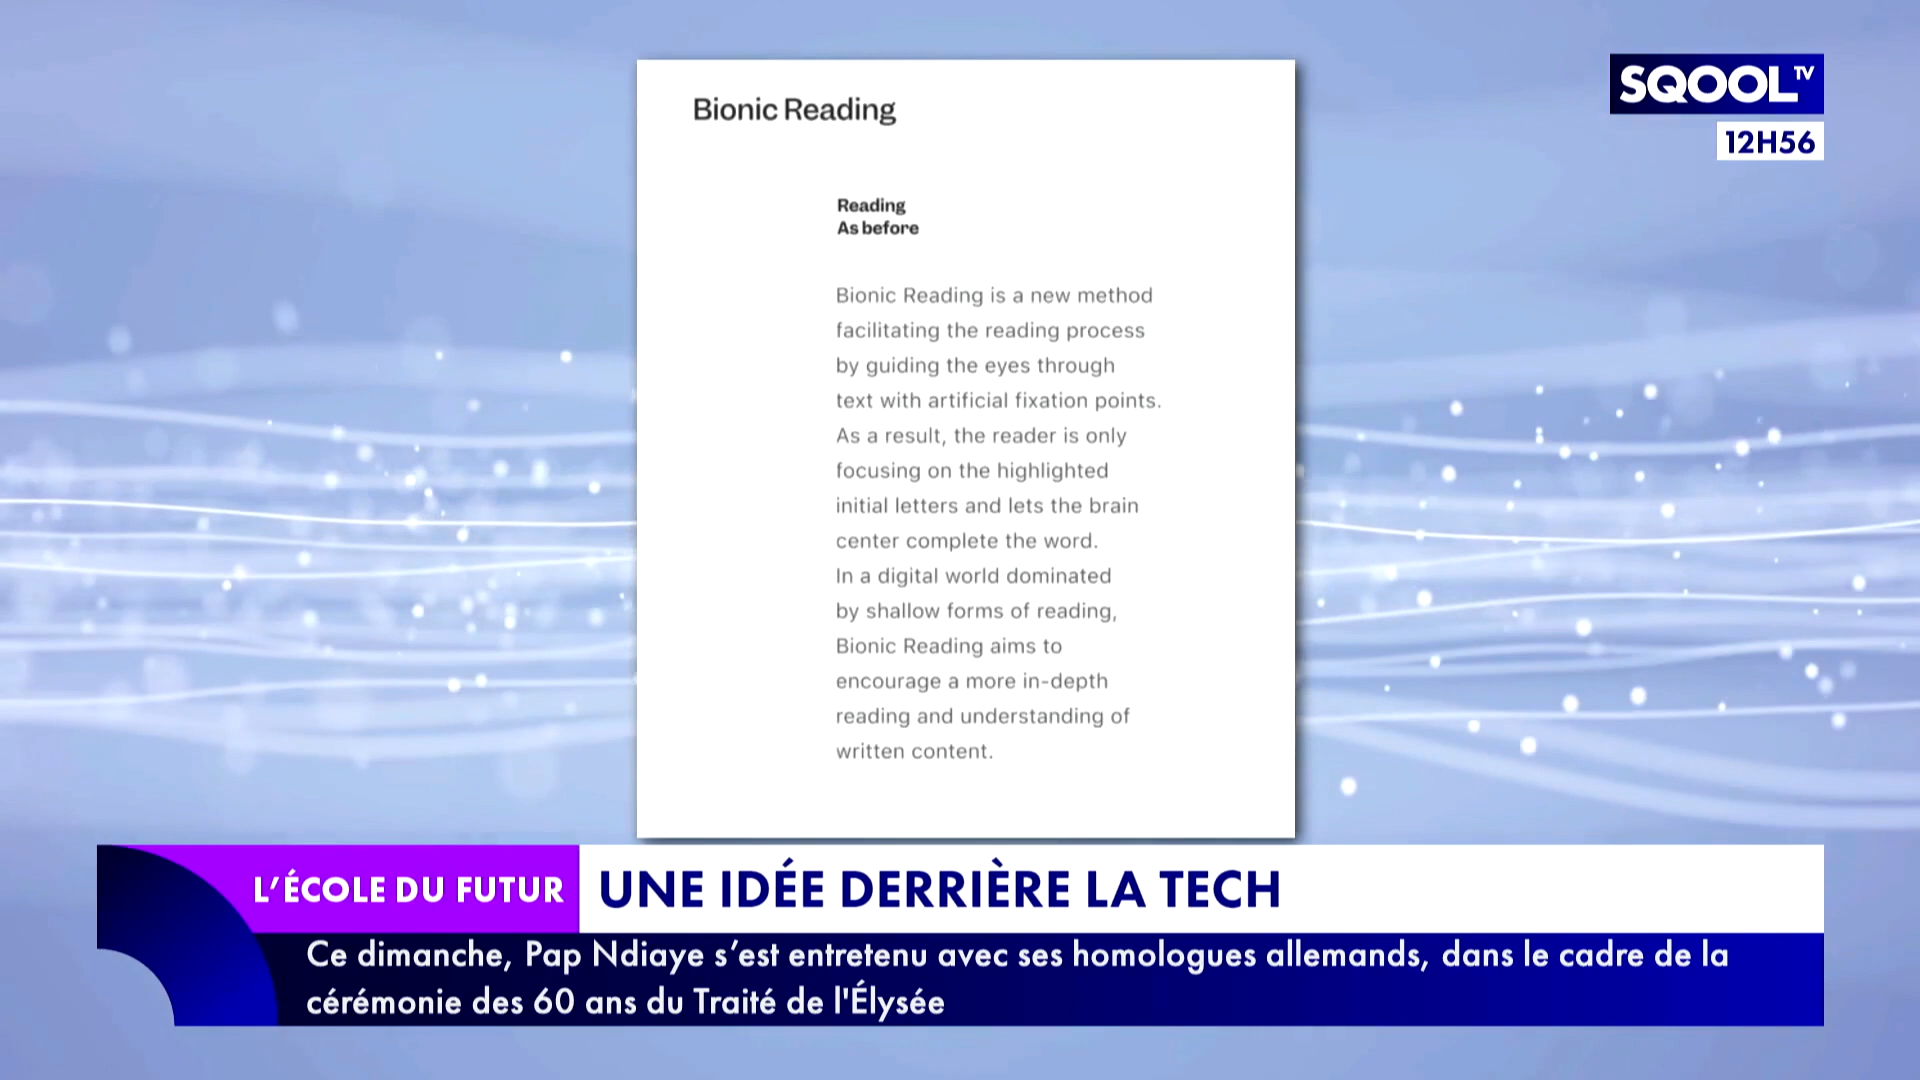 SQOOL TV
12H56
Bionic Reading
Reading
As before
Bionic Reading is a new method
facilitating the reading process
by guiding the eyes through
text with artificial fixation points.
As a result, the reader is only
focusing on the highlighted
initial letters and lets the brain
center complete the word.
In a digital world dominated
by shallow forms of reading,
Bionic Reading aims to
encourage a more in-depth
reading and understanding of
written content.
L'ÉCOLE DU FUTUR
UNE IDÉE DERRIÈRE LA TECH
Ce dimanche, Pap Ndiaye s’est entretenu avec ses homologues allemands, dans le cadre de la
cérémonie des 60 ans du Traité de l'Élysée